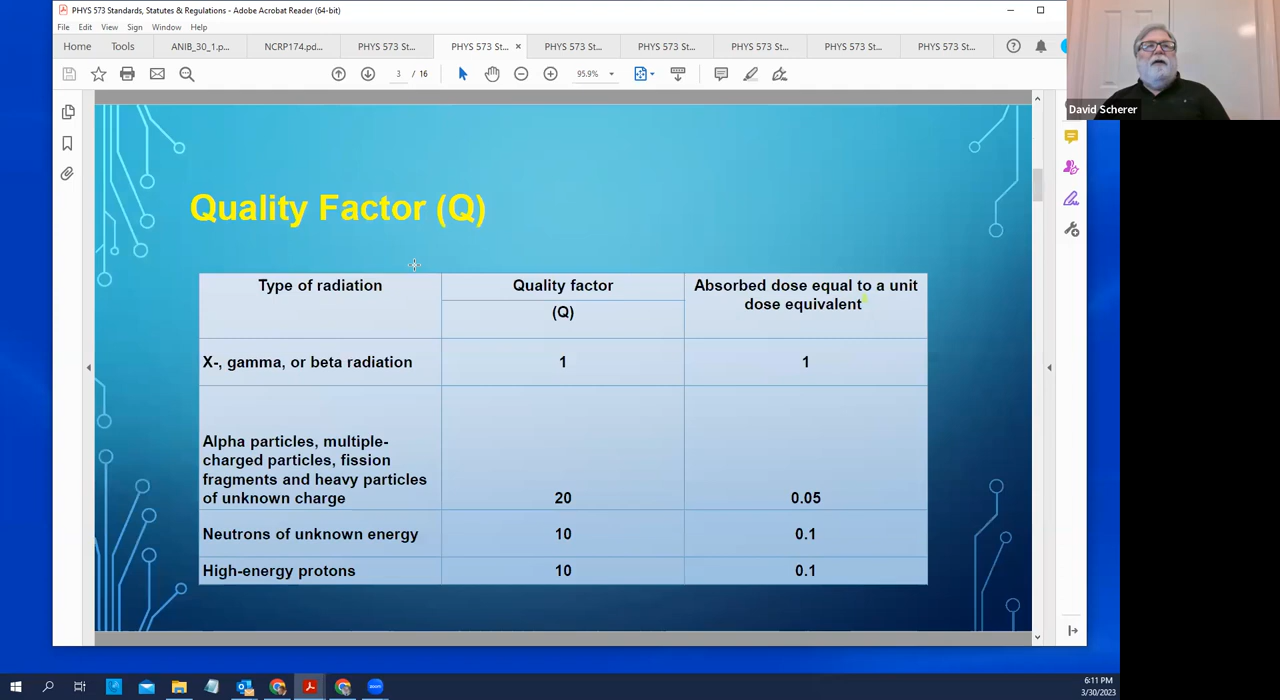 PHYS 573 Standards, Statutes & Regulations - Adobe Acrobat Reader (64-bit)
File Edit View Sign Window Help
Home Tools ANIB_30_1.p... NCRP174.pd... PHYS 573 St... PHYS 573 St... × PHYS 573 St... PHYS 573 St... PHYS 573 St... PHYS 573 St... PHYS 573 St...
3 / 16 95.9%
David Scherer
Quality Factor (Q)
Type of radiation
Quality factor
(Q)
Absorbed dose equal to a unit
dose equivalent
X-, gamma, or beta radiation 1 1
Alpha particles, multiple-
charged particles, fission
fragments and heavy particles
of unknown charge 20 0.05
Neutrons of unknown energy 10 0.1
High-energy protons 10 0.1
6:11 PM
3/30/2023